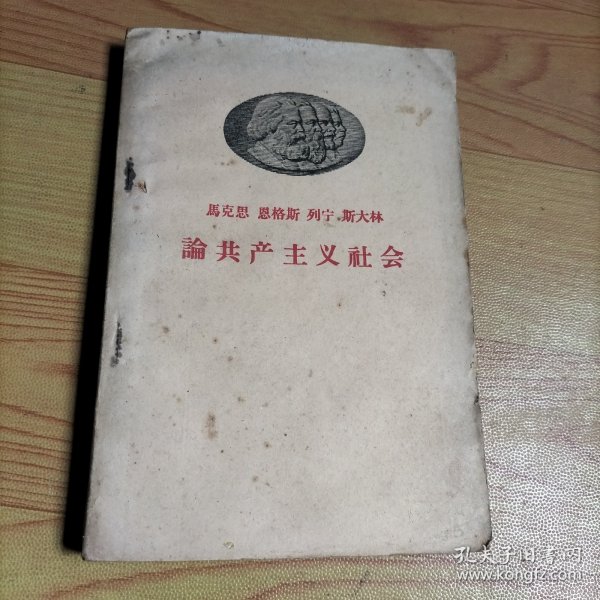 馬克思 恩格斯 列宁 斯大林
論共产主义社会
孔夫子旧书网
www.kongfz.com